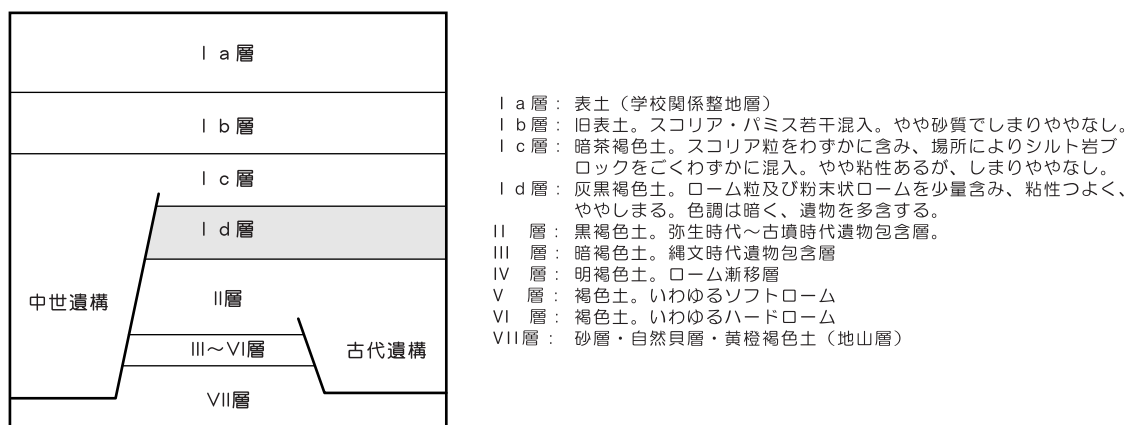 Ⅰa層
Ⅰb層
Ⅰc層
Ⅰd層
中世遺構
II層
III～VI層
古代遺構
VII層
Ⅰa層： 表土（学校関係整地層）
Ⅰb層： 旧表土。スコリア・パミス若干混入。やや砂質でしまりややなし。
Ⅰc層： 暗茶褐色土。スコリア粒をわずかに含み、場所によりシルト岩ブ
ロックをごくわずかに混入。やや粘性あるが、しまりややなし。
Ⅰd層： 灰黒褐色土。ローム粒及び粉末状ロームを少量含み、粘性つよく、
ややしまる。色調は暗く、遺物を多含する。
II　層： 黒褐色土。弥生時代～古墳時代遺物包含層。
III　層： 暗褐色土。縄文時代遺物包含層
IV　層： 明褐色土。ローム漸移層
V　層： 褐色土。いわゆるソフトローム
VI　層： 褐色土。いわゆるハードローム
VII層： 砂層・自然貝層・黄橙褐色土（地山層）